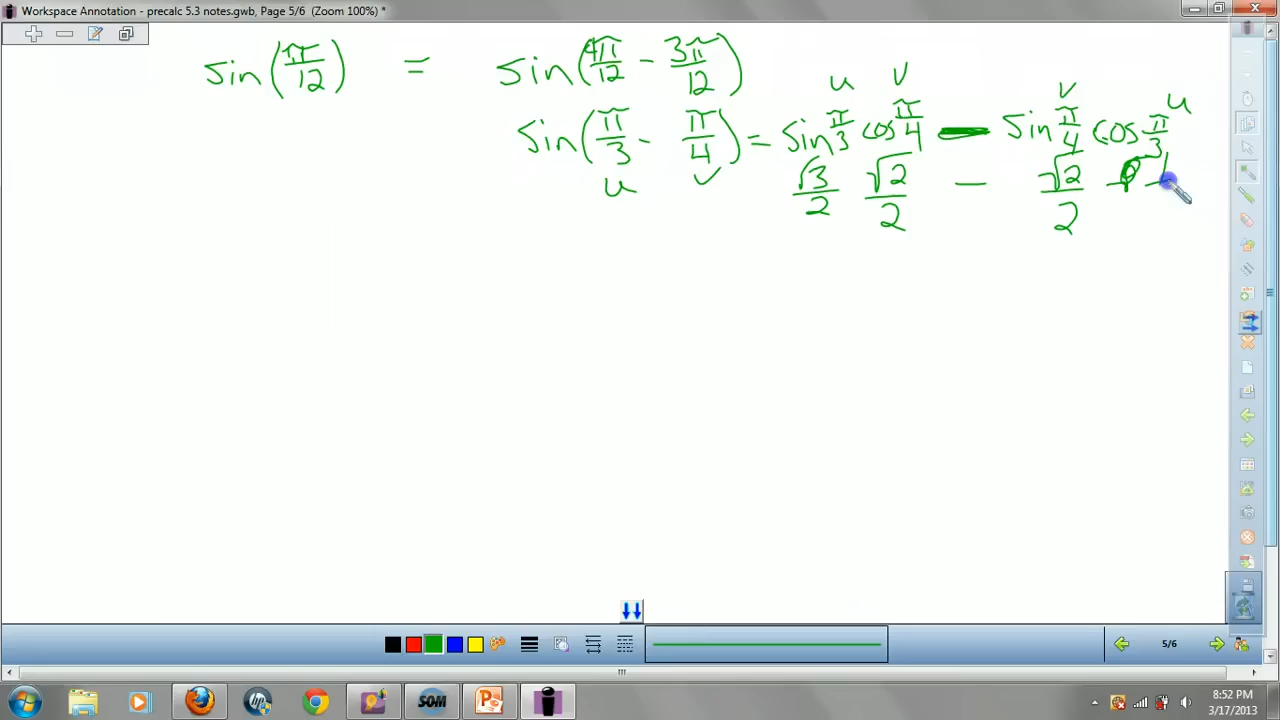 Workspace Annotation - precalc 5.3 notes.gwb, Page 5/6 (Zoom 100%) *
sin(π/12) = sin(4π/12 - 3π/12)
u v v u
sin(π/3 - π/4) = sin π/3 cos π/4 - sin π/4 cos π/3
u v √3/2 √2/2 - √2/2
5/6
SOM
8:52 PM
3/17/2013